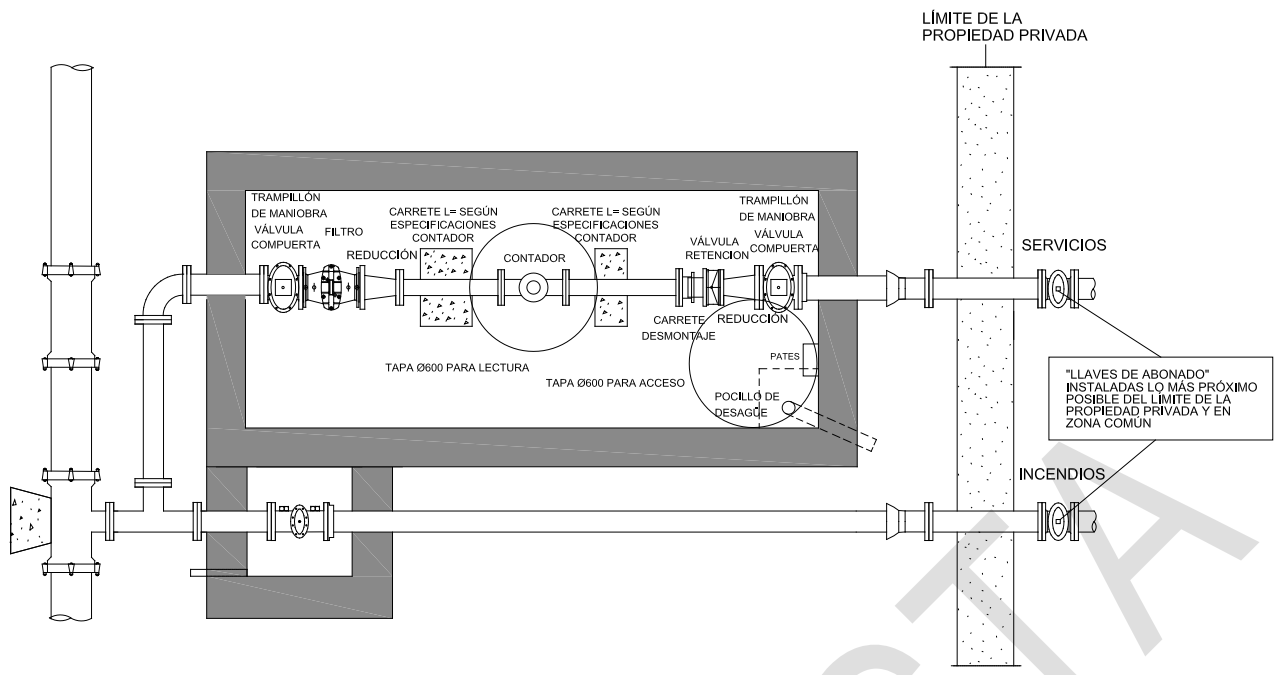 LÍMITE DE LA
PROPIEDAD PRIVADA
TRAMPILLÓN
DE MANIOBRA
VÁLVULA
COMPUERTA
FILTRO
REDUCCIÓN
CARRETE L= SEGÚN
ESPECIFICACIONES
CONTADOR
CONTADOR
CARRETE L= SEGÚN
ESPECIFICACIONES
CONTADOR
VÁLVULA
RETENCION
TRAMPILLÓN
DE MANIOBRA
VÁLVULA
COMPUERTA
SERVICIOS
CARRETE
DESMONTAJE
REDUCCIÓN
TAPA Ø600 PARA LECTURA
TAPA Ø600 PARA ACCESO
PATES
POCILLO DE
DESAGÜE
"LLAVES DE ABONADO"
INSTALADAS LO MÁS PRÓXIMO
POSIBLE DEL LÍMITE DE LA
PROPIEDAD PRIVADA Y EN
ZONA COMÚN
INCENDIOS
STA